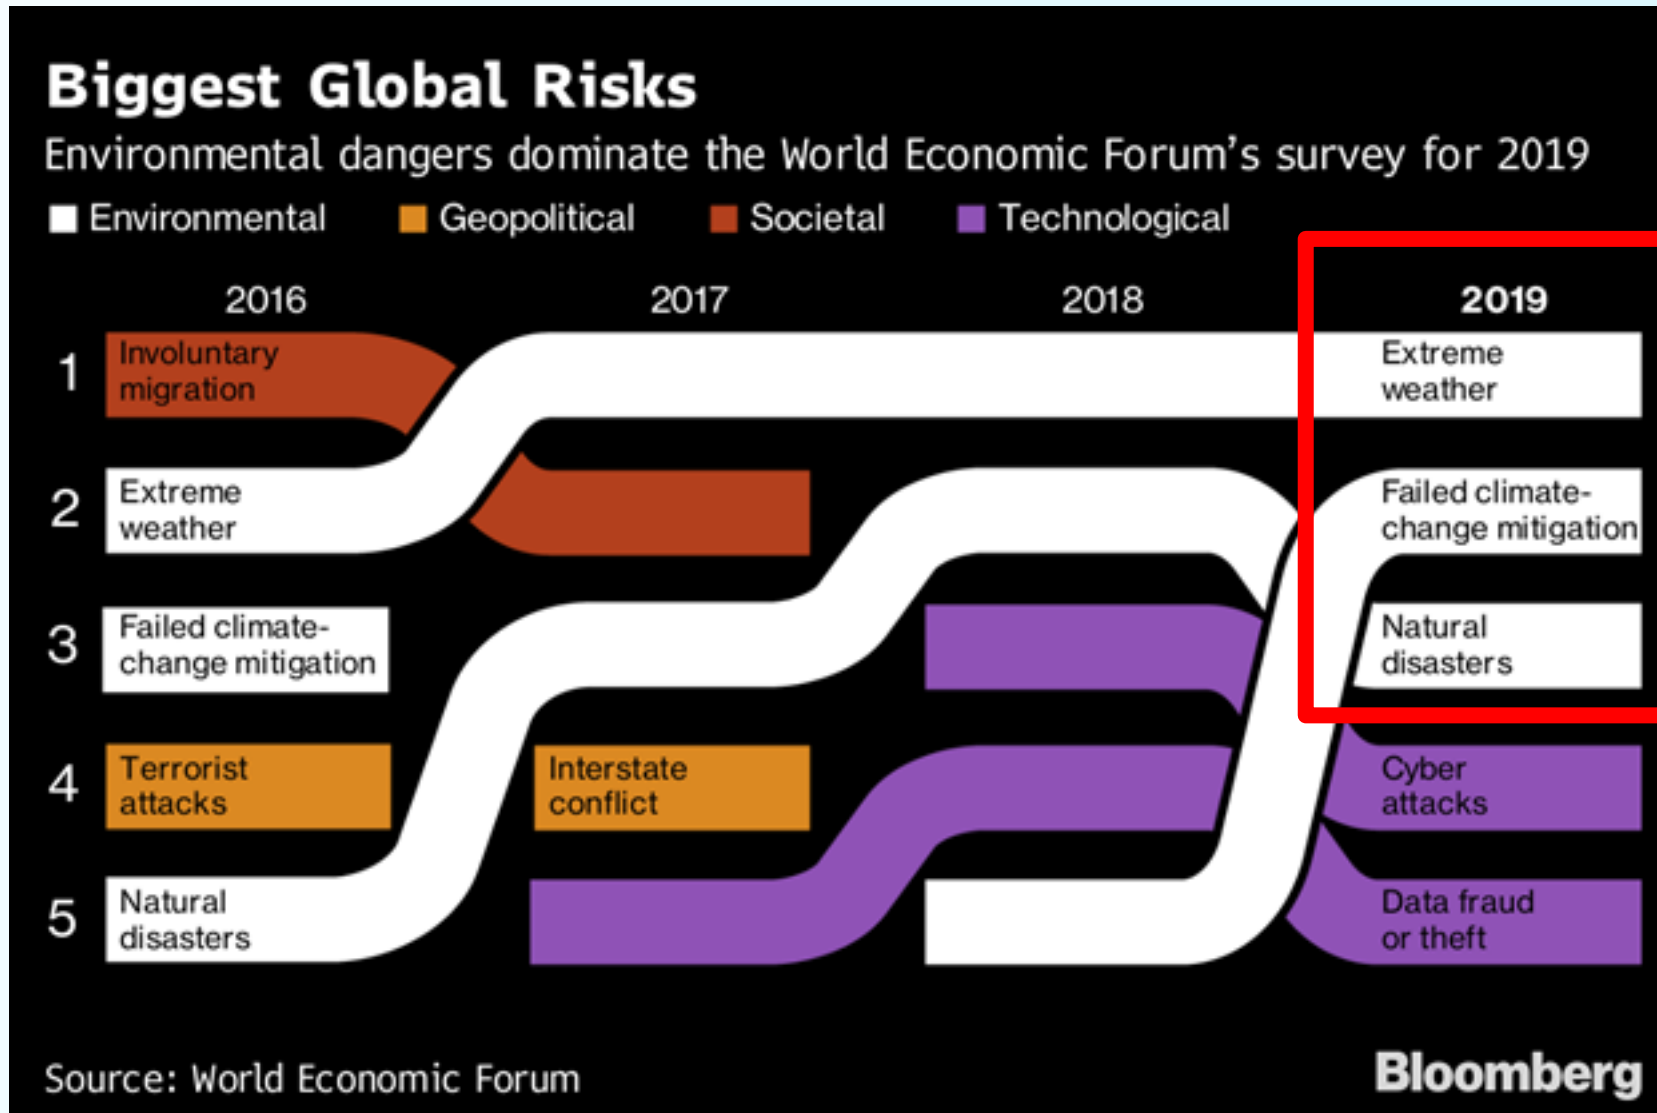 Biggest Global Risks
Environmental dangers dominate the World Economic Forum's survey for 2019
Environmental Geopolitical Societal Technological
2016 2017 2018 2019
1
Involuntary
migration
Extreme
weather
2
Extreme
weather
Failed climate-
change mitigation
3
Failed climate-
change mitigation
Natural
disasters
4
Terrorist
attacks
Interstate
conflict
Cyber
attacks
5
Natural
disasters
Data fraud
or theft
Source: World Economic Forum
Bloomberg